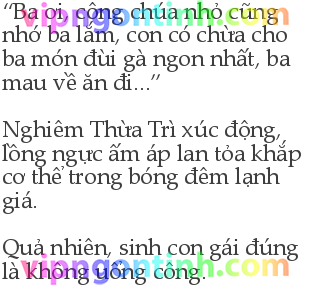 “Ba ơi, công chúa nhỏ cũng
nhớ ba lắm, con có chừa cho
ba món đùi gà ngon nhất, ba
mau về ăn đi...”
Nghiêm Thừa Trì xúc động,
lồng ngực ấm áp lan tỏa khắp
cơ thể trong bóng đêm lạnh
giá.
Quả nhiên, sinh con gái đúng
là không uổng công.
vipngontinh.com
vipngontinh.com